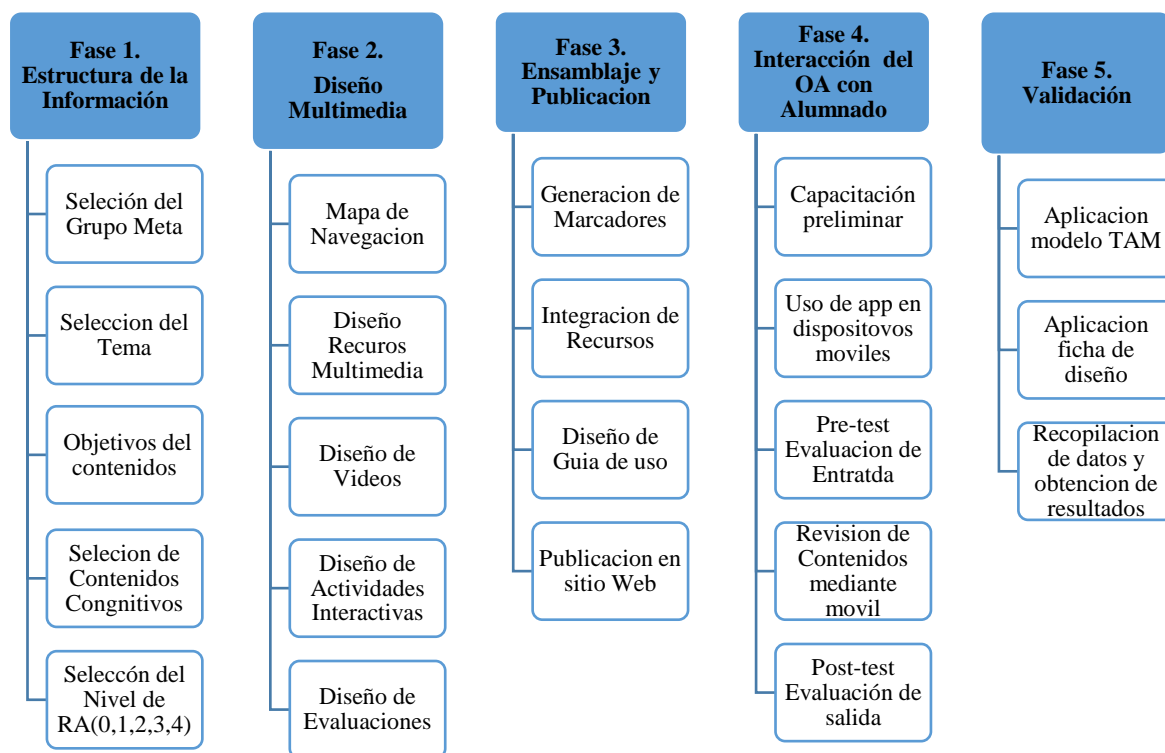 Fase 1.
Estructura de la
Información
Seleción del
Grupo Meta
Seleccion del
Tema
Objetivos del
contenidos
Selecion de
Contenidos
Congnitivos
Seleccón del
Nivel de
RA(0,1,2,3,4)
Fase 2.
Diseño
Multimedia
Mapa de
Navegacion
Diseño
Recuros
Multimedia
Diseño de
Videos
Diseño de
Actividades
Interactivas
Diseño de
Evaluaciones
Fase 3.
Ensamblaje y
Publicacion
Generacion de
Marcadores
Integracion de
Recursos
Diseño de
Guia de uso
Publicacion en
sitio Web
Fase 4.
Interacción del
OA con
Alumnado
Capacitación
preliminar
Uso de app en
dispositovos
moviles
Pre-test
Evaluacion de
Entratda
Revision de
Contenidos
mediante
movil
Post-test
Evaluación de
salida
Fase 5.
Validación
Aplicacion
modelo TAM
Aplicacion
ficha de
diseño
Recopilacion
de datos y
obtencion de
resultados